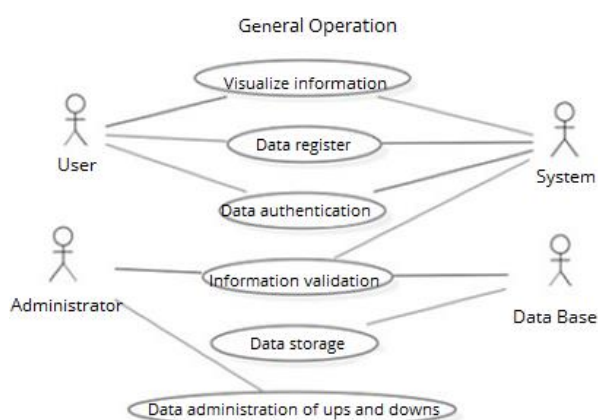 General Operation
Visualize information
User
Data register
System
Data authentication
Administrator
Information validation
Data Base
Data storage
Data administration of ups and downs